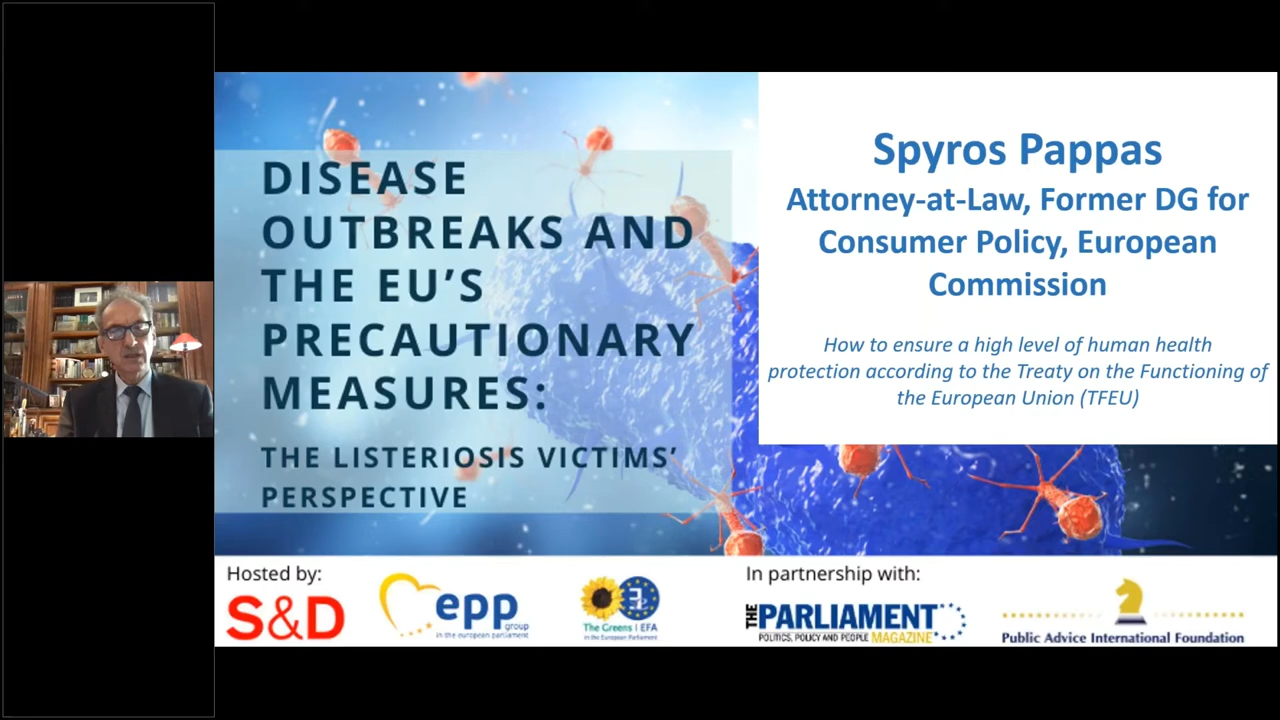 DISEASE
OUTBREAKS AND
THE EU'S
PRECAUTIONARY
MEASURES:
THE LISTERIOSIS VICTIMS'
PERSPECTIVE
Spyros Pappas
Attorney-at-Law, Former DG for
Consumer Policy, European
Commission
How to ensure a high level of human health
protection according to the Treaty on the Functioning of
the European Union (TFEU)
Hosted by:
S&D
epp
group
in the european parliament
The Greens | EFA
in the European Parliament
In partnership with:
THE PARLIAMENT
POLITICS, POLICY AND PEOPLE MAGAZINE
Public Advice International Foundation